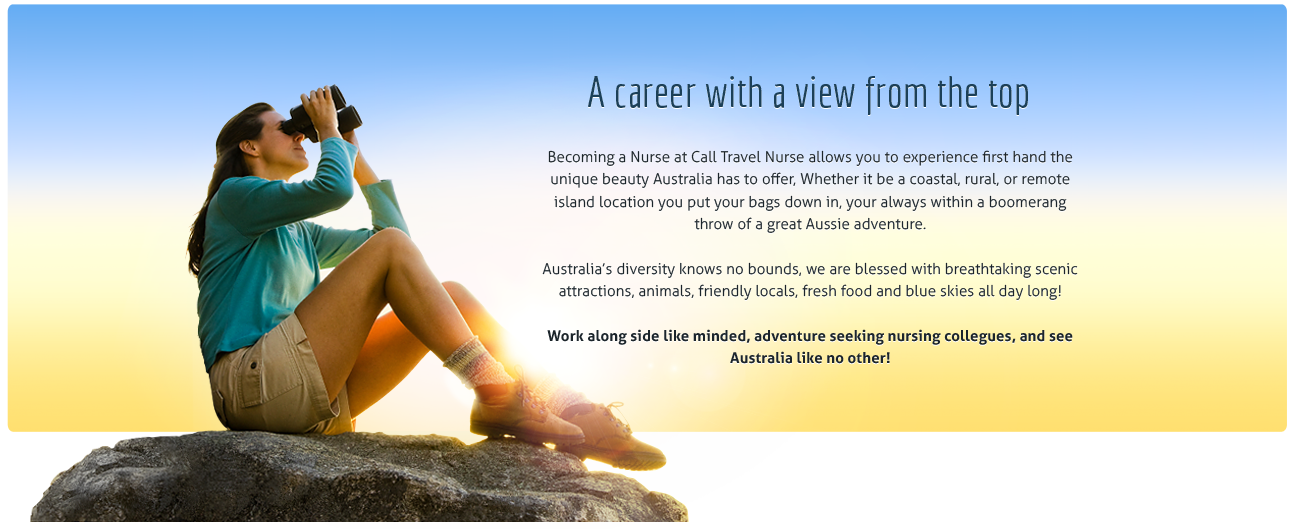 A career with a view from the top
Becoming a Nurse at Call Travel Nurse allows you to experience first hand the
unique beauty Australia has to offer, Whether it be a coastal, rural, or remote
island location you put your bags down in, your always within a boomerang
throw of a great Aussie adventure.
Australia’s diversity knows no bounds, we are blessed with breathtaking scenic
attractions, animals, friendly locals, fresh food and blue skies all day long!
Work along side like minded, adventure seeking nursing collegues, and see
Australia like no other!